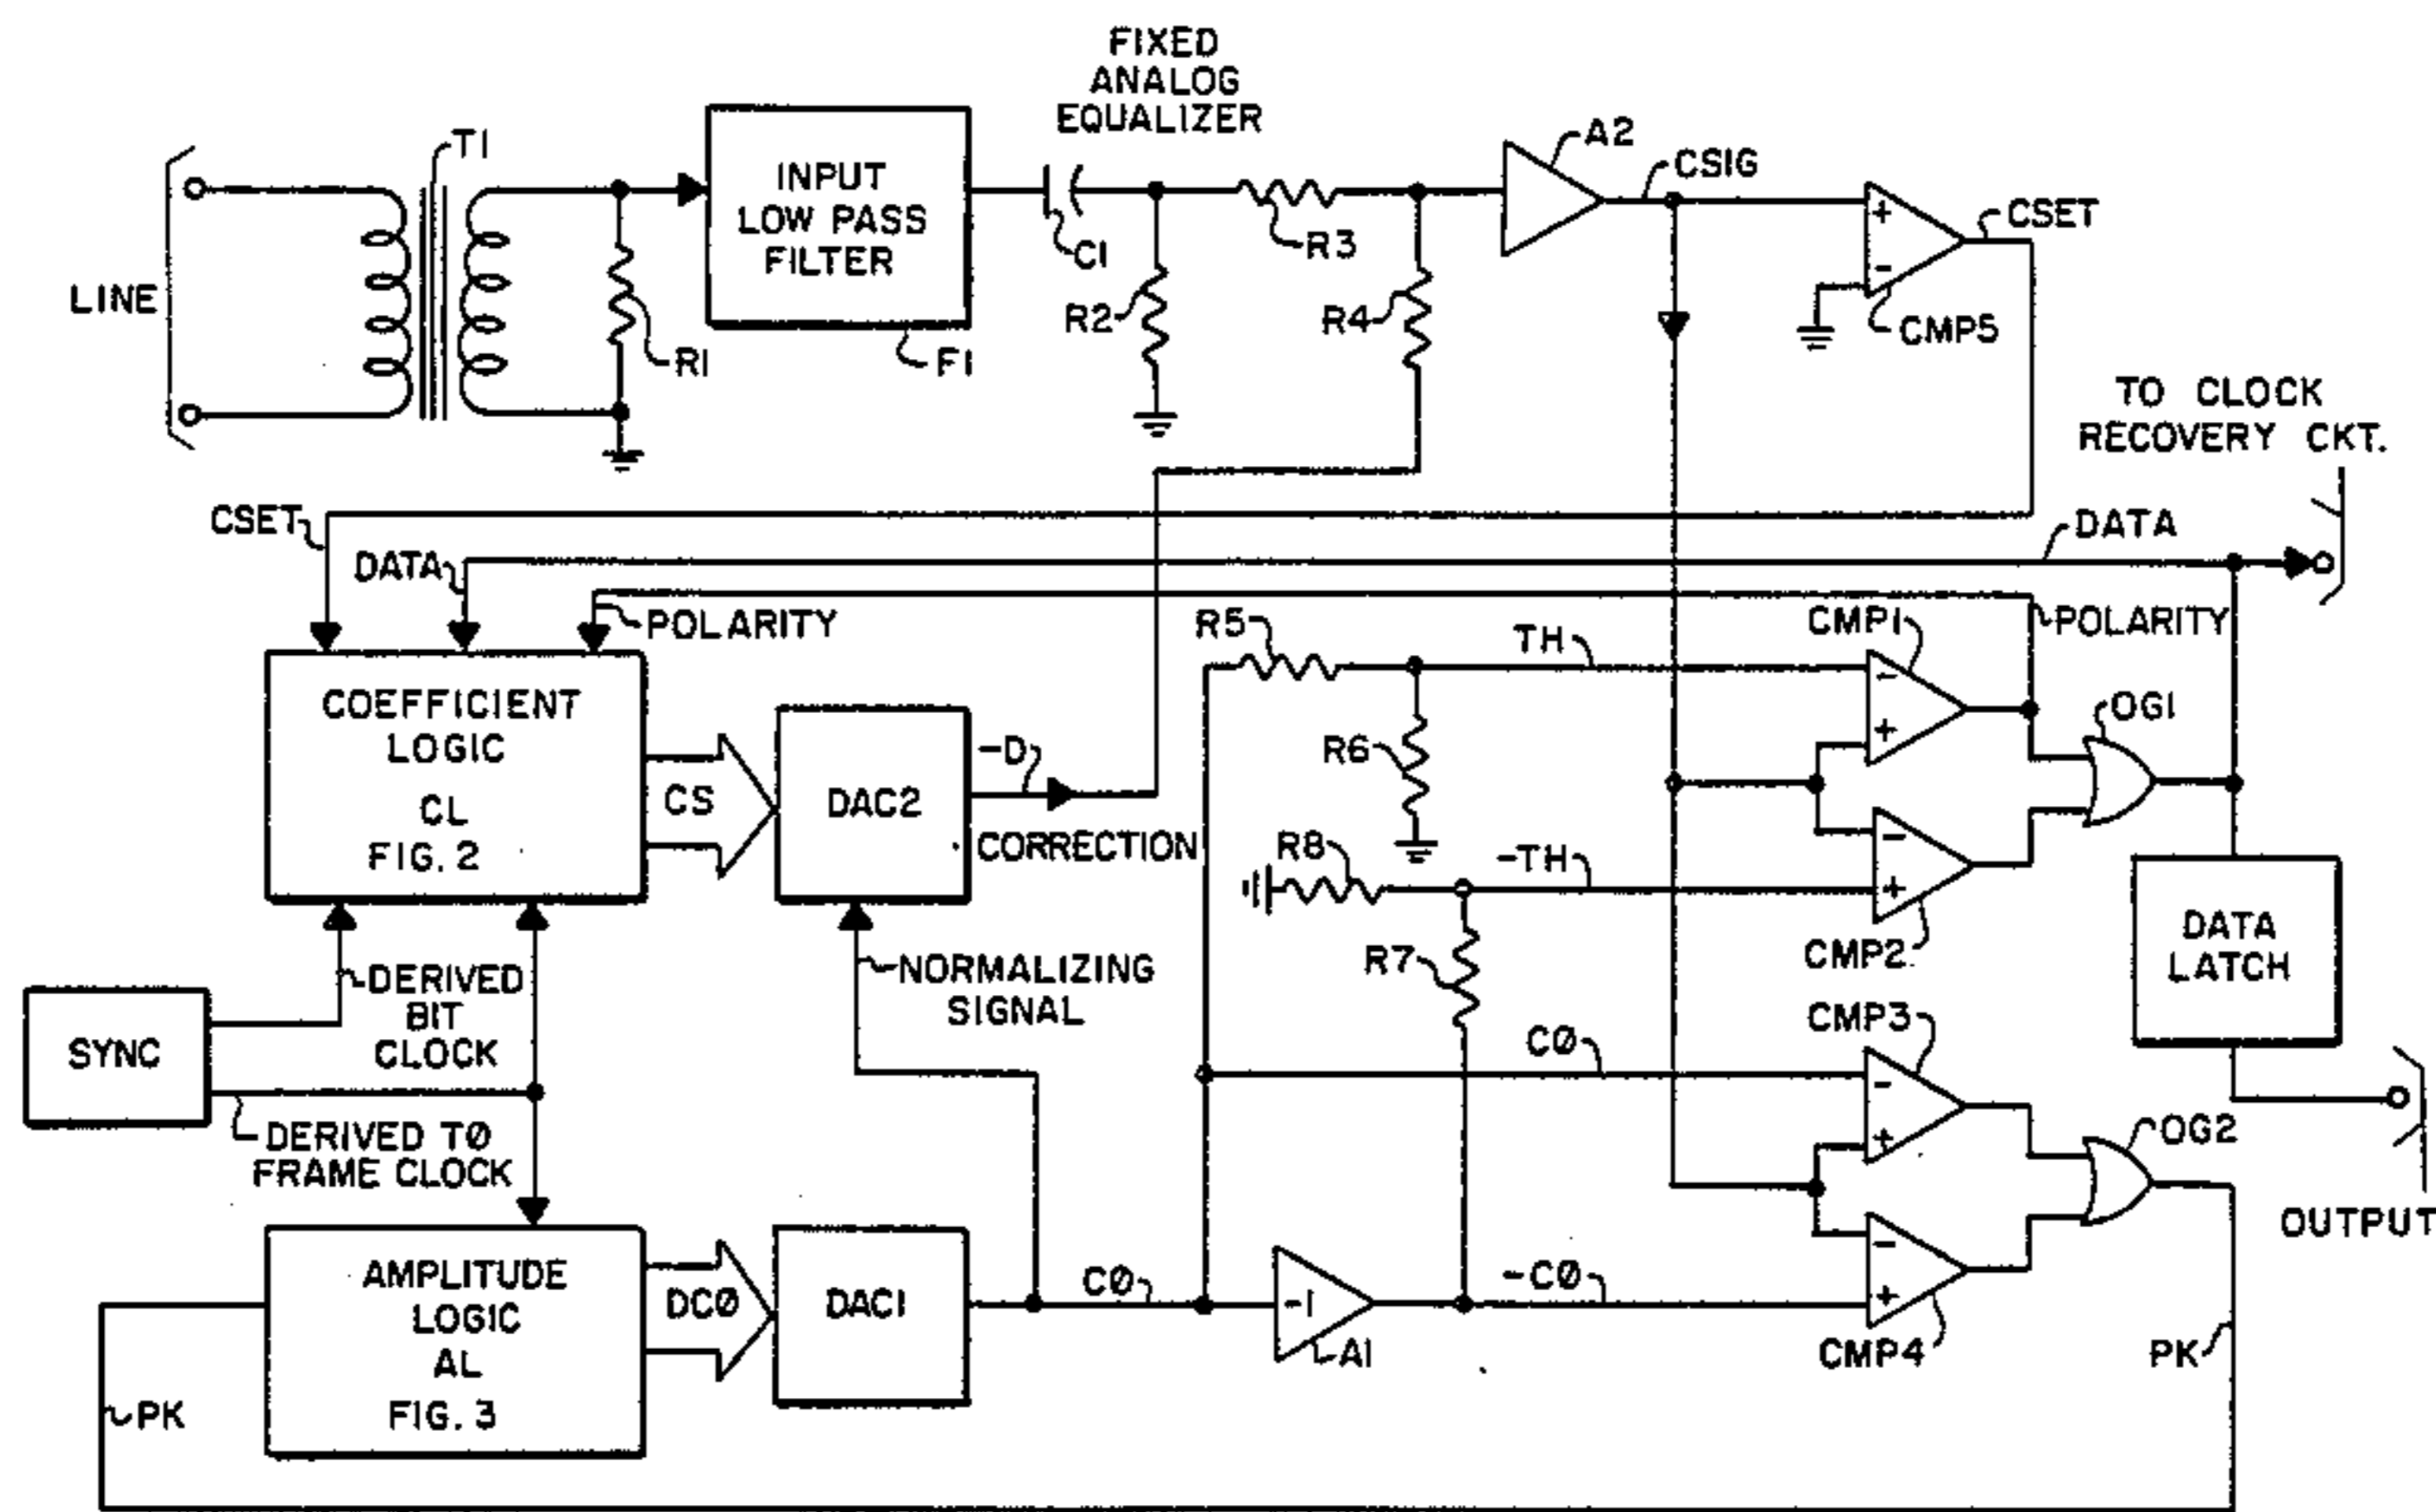 FIXED
ANALOG
EQUALIZER
T1
A2
CSIG
INPUT
LOW PASS
FILTER
CSET
C1
R3
LINE
R2
R4
CMP5
R1
F1
TO CLOCK
RECOVERY CKT.
CSET
DATA
DATA
POLARITY
R5
TH
CMP1
POLARITY
COEFFICIENT
LOGIC
CL
FIG. 2
CS
DAC2
-D
CORRECTION
R6
OG1
R8
-TH
CMP2
R7
DATA
LATCH
DERIVED
BIT
CLOCK
NORMALIZING
SIGNAL
SYNC
CMP3
CØ
DERIVED TØ
FRAME CLOCK
OG2
OUTPUT
AMPLITUDE
LOGIC
AL
FIG. 3
DCØ
DAC1
CØ
-1
A1
-CØ
CMP4
PK
PK
+
-
-
+
-
+
-
+
-
+